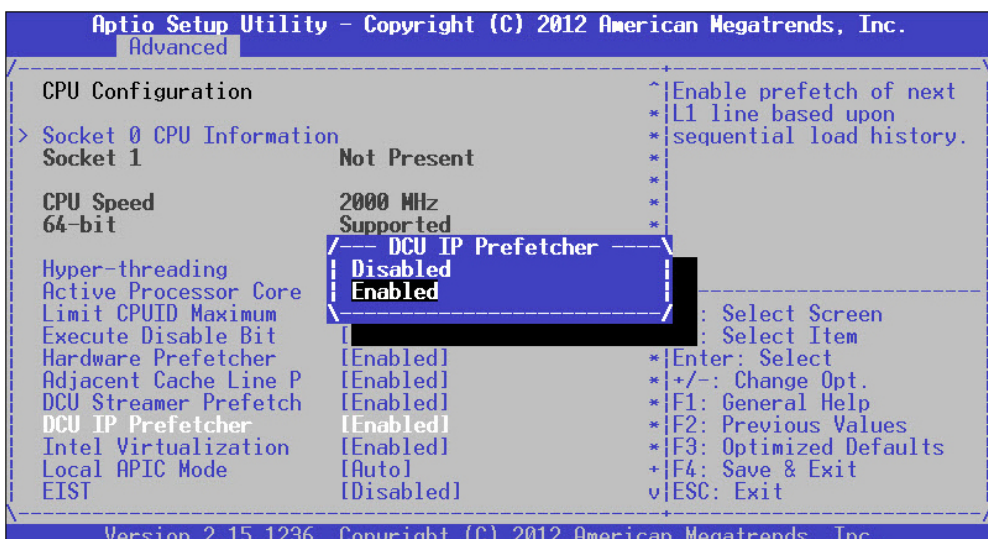 Aptio Setup Utility - Copyright (C) 2012 American Megatrends, Inc.
Advanced
CPU Configuration
> Socket 0 CPU Information
Socket 1 Not Present
CPU Speed 2000 MHz
64-bit Supported
Hyper-threading
Active Processor Core
Limit CPUID Maximum
Execute Disable Bit [
Hardware Prefetcher [Enabled]
Adjacent Cache Line P [Enabled]
DCU Streamer Prefetch [Enabled]
DCU IP Prefetcher [Enabled]
Intel Virtualization [Enabled]
Local APIC Mode [Auto]
EIST [Disabled]
DCU IP Prefetcher
Disabled
Enabled
Enable prefetch of next
L1 line based upon
sequential load history.
: Select Screen
: Select Item
Enter: Select
+/-: Change Opt.
F1: General Help
F2: Previous Values
F3: Optimized Defaults
F4: Save & Exit
ESC: Exit
Version 2.15.1236. Copyright (C) 2012 American Megatrends, Inc.